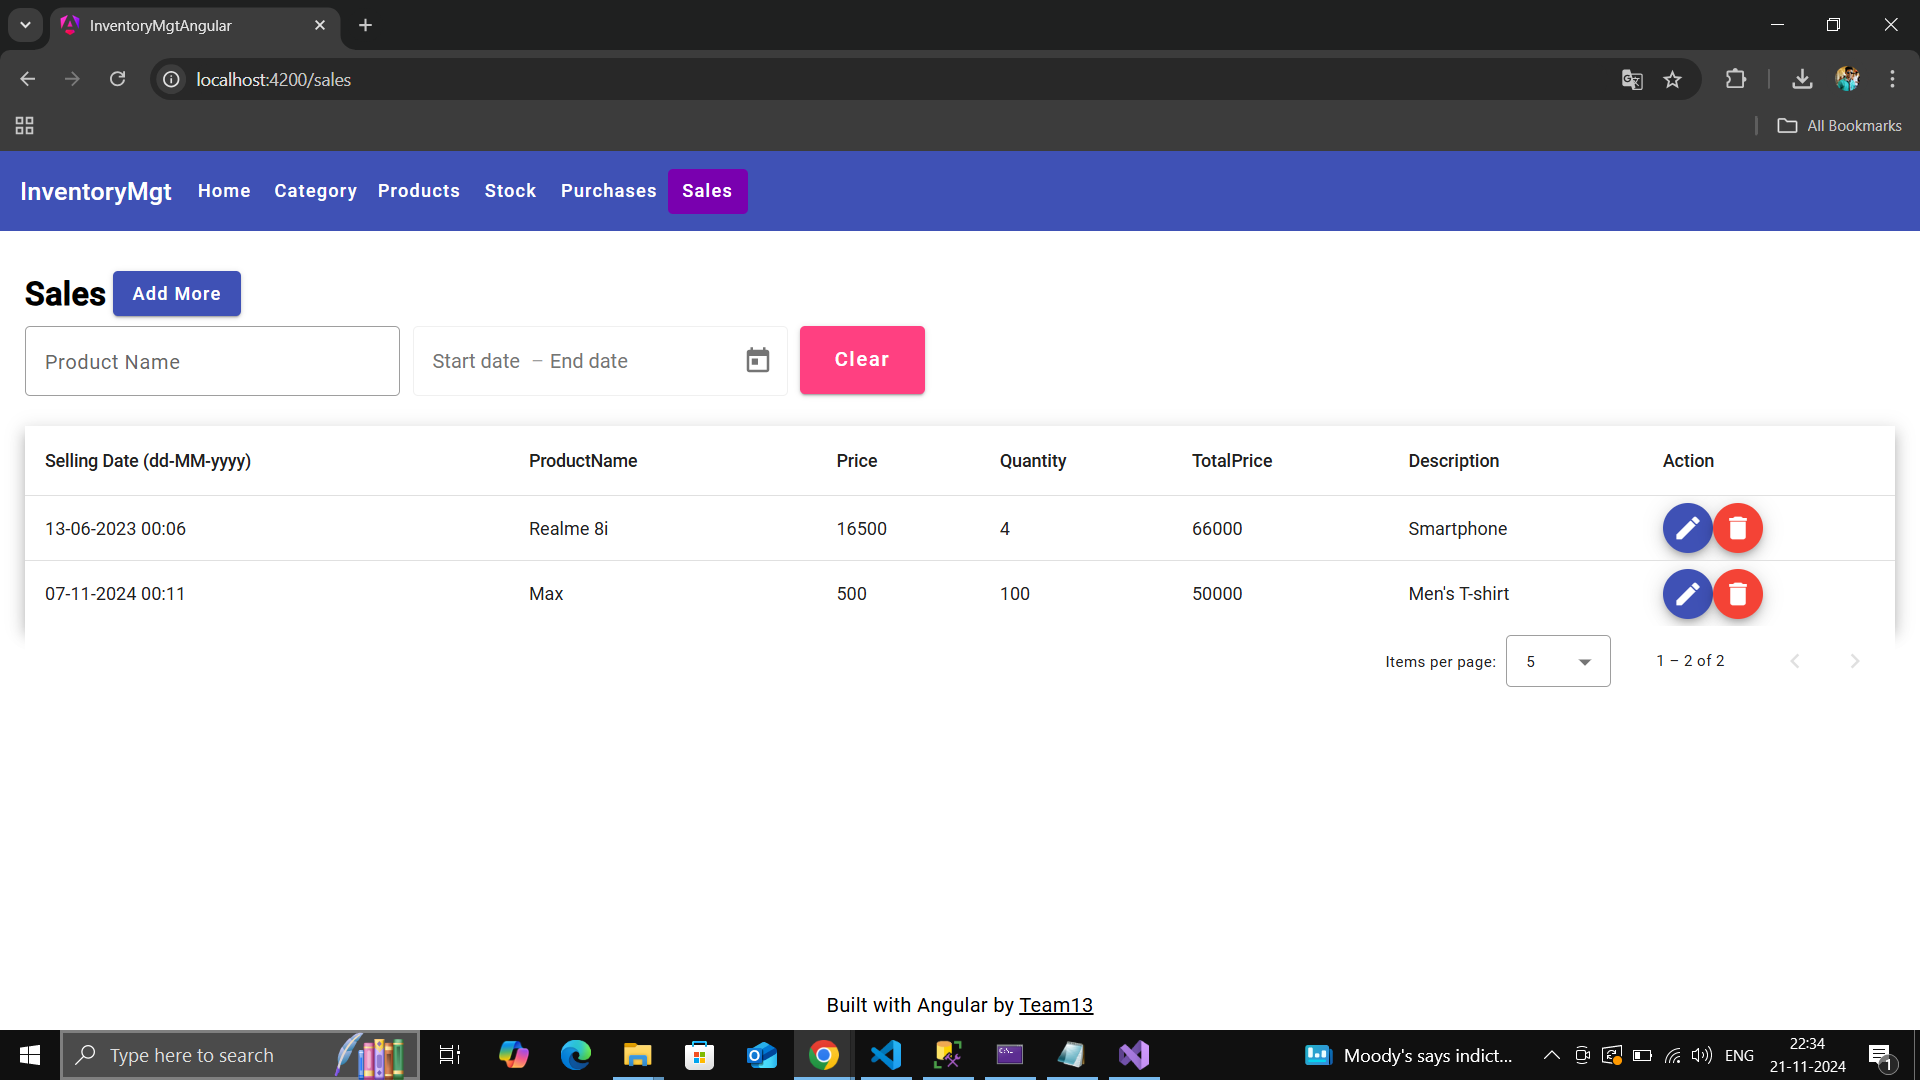 InventoryMgtAngular
localhost:4200/sales
All Bookmarks
InventoryMgt Home Category Products Stock Purchases Sales
Sales Add More
Product Name Start date – End date Clear
Selling Date (dd-MM-yyyy) ProductName Price Quantity TotalPrice Description Action
13-06-2023 00:06 Realme 8i 16500 4 66000 Smartphone
07-11-2024 00:11 Max 500 100 50000 Men's T-shirt
Items per page: 5 1 – 2 of 2
Built with Angular by Team13
Type here to search Moody's says indict... ENG 22:34
21-11-2024 1